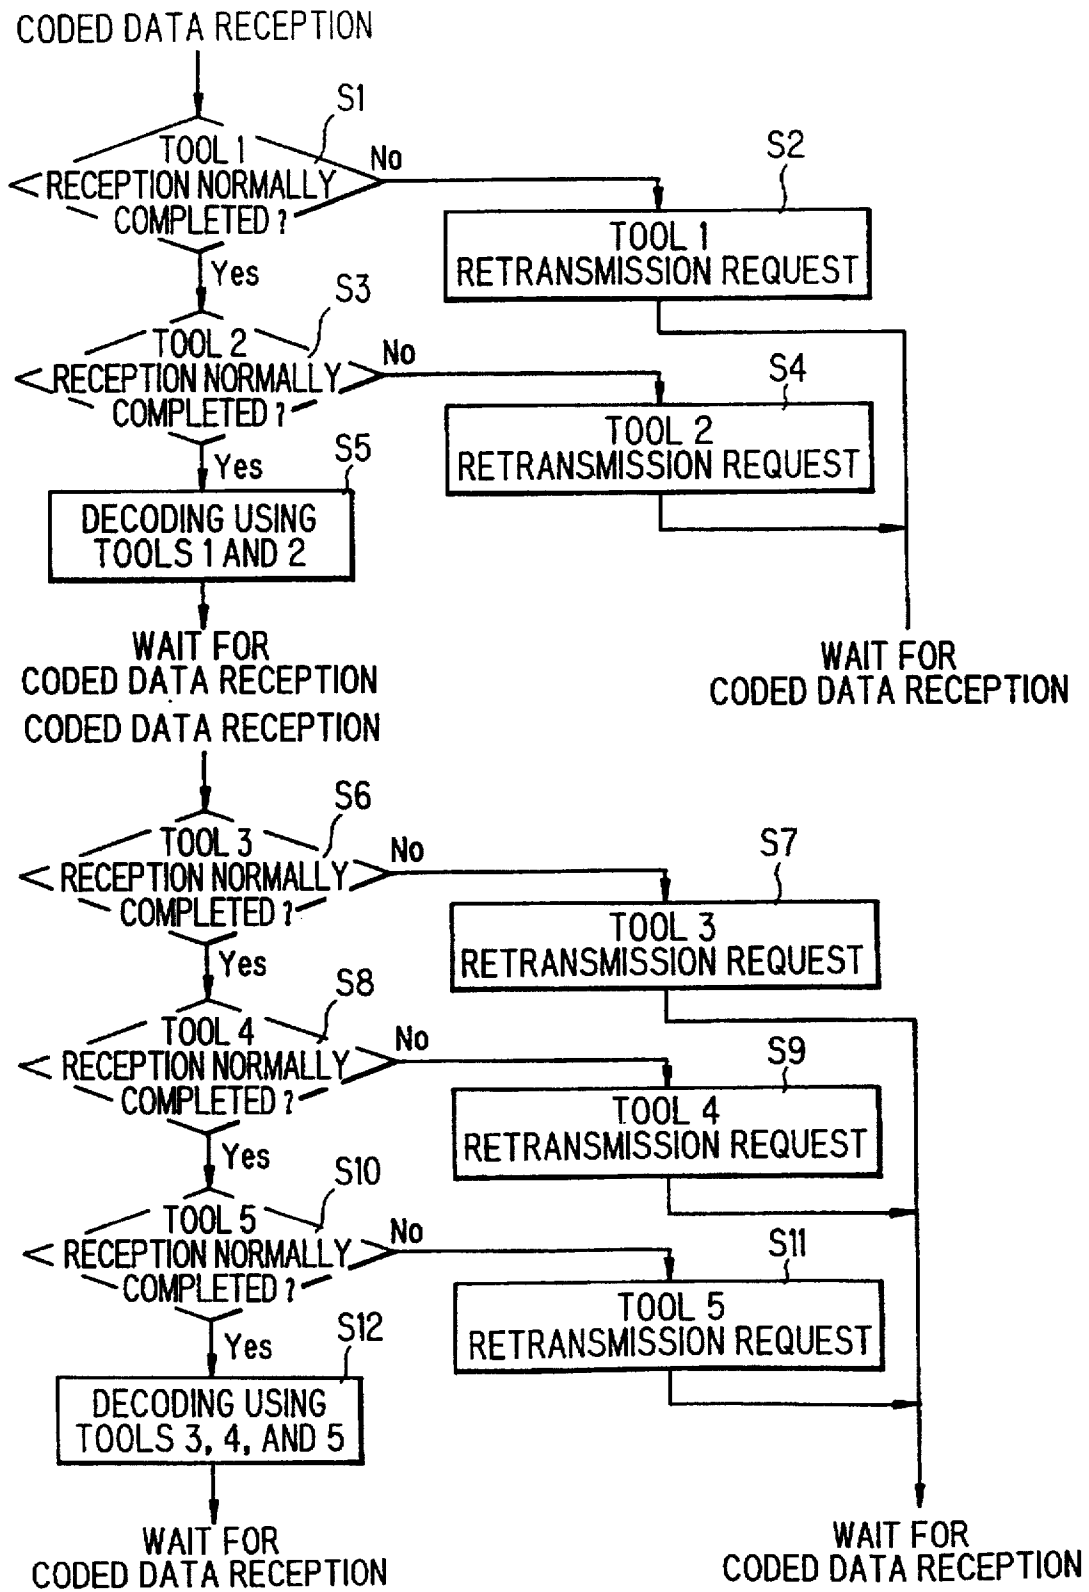 CODED DATA RECEPTION
S1
TOOL 1
RECEPTION NORMALLY
COMPLETED ?
No
S2
TOOL 1
RETRANSMISSION REQUEST
Yes
S3
TOOL 2
RECEPTION NORMALLY
COMPLETED ?
No
S4
TOOL 2
RETRANSMISSION REQUEST
Yes
S5
DECODING USING
TOOLS 1 AND 2
WAIT FOR
CODED DATA RECEPTION
WAIT FOR
CODED DATA RECEPTION
CODED DATA RECEPTION
S6
TOOL 3
RECEPTION NORMALLY
COMPLETED ?
No
S7
TOOL 3
RETRANSMISSION REQUEST
Yes
S8
TOOL 4
RECEPTION NORMALLY
COMPLETED ?
No
S9
TOOL 4
RETRANSMISSION REQUEST
Yes
S10
TOOL 5
RECEPTION NORMALLY
COMPLETED ?
No
S11
TOOL 5
RETRANSMISSION REQUEST
Yes
S12
DECODING USING
TOOLS 3, 4, AND 5
WAIT FOR
CODED DATA RECEPTION
WAIT FOR
CODED DATA RECEPTION